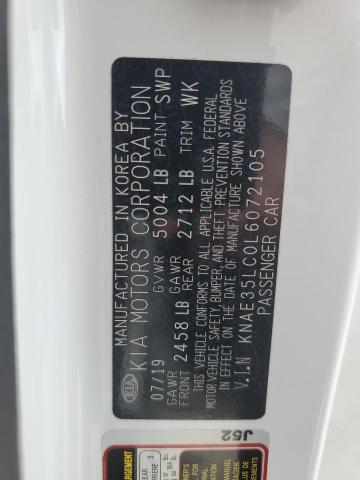 MANUFACTURED IN KOREA BY
KIA MOTORS CORPORATION
07/19 GVWR 5004 LB PAINT SWP
GAWR FRONT 2458 LB GAWR REAR 2712 LB TRIM WK
THIS VEHICLE CONFORMS TO ALL APPLICABLE U.S.A. FEDERAL
MOTOR VEHICLE SAFETY, BUMPER, AND THEFT PREVENTION STANDARDS
IN EFFECT ON THE DATE OF MANUFACTURE SHOWN ABOVE
V.I.N KNAE35LC0L6072105
PASSENGER CAR
KIA
J52